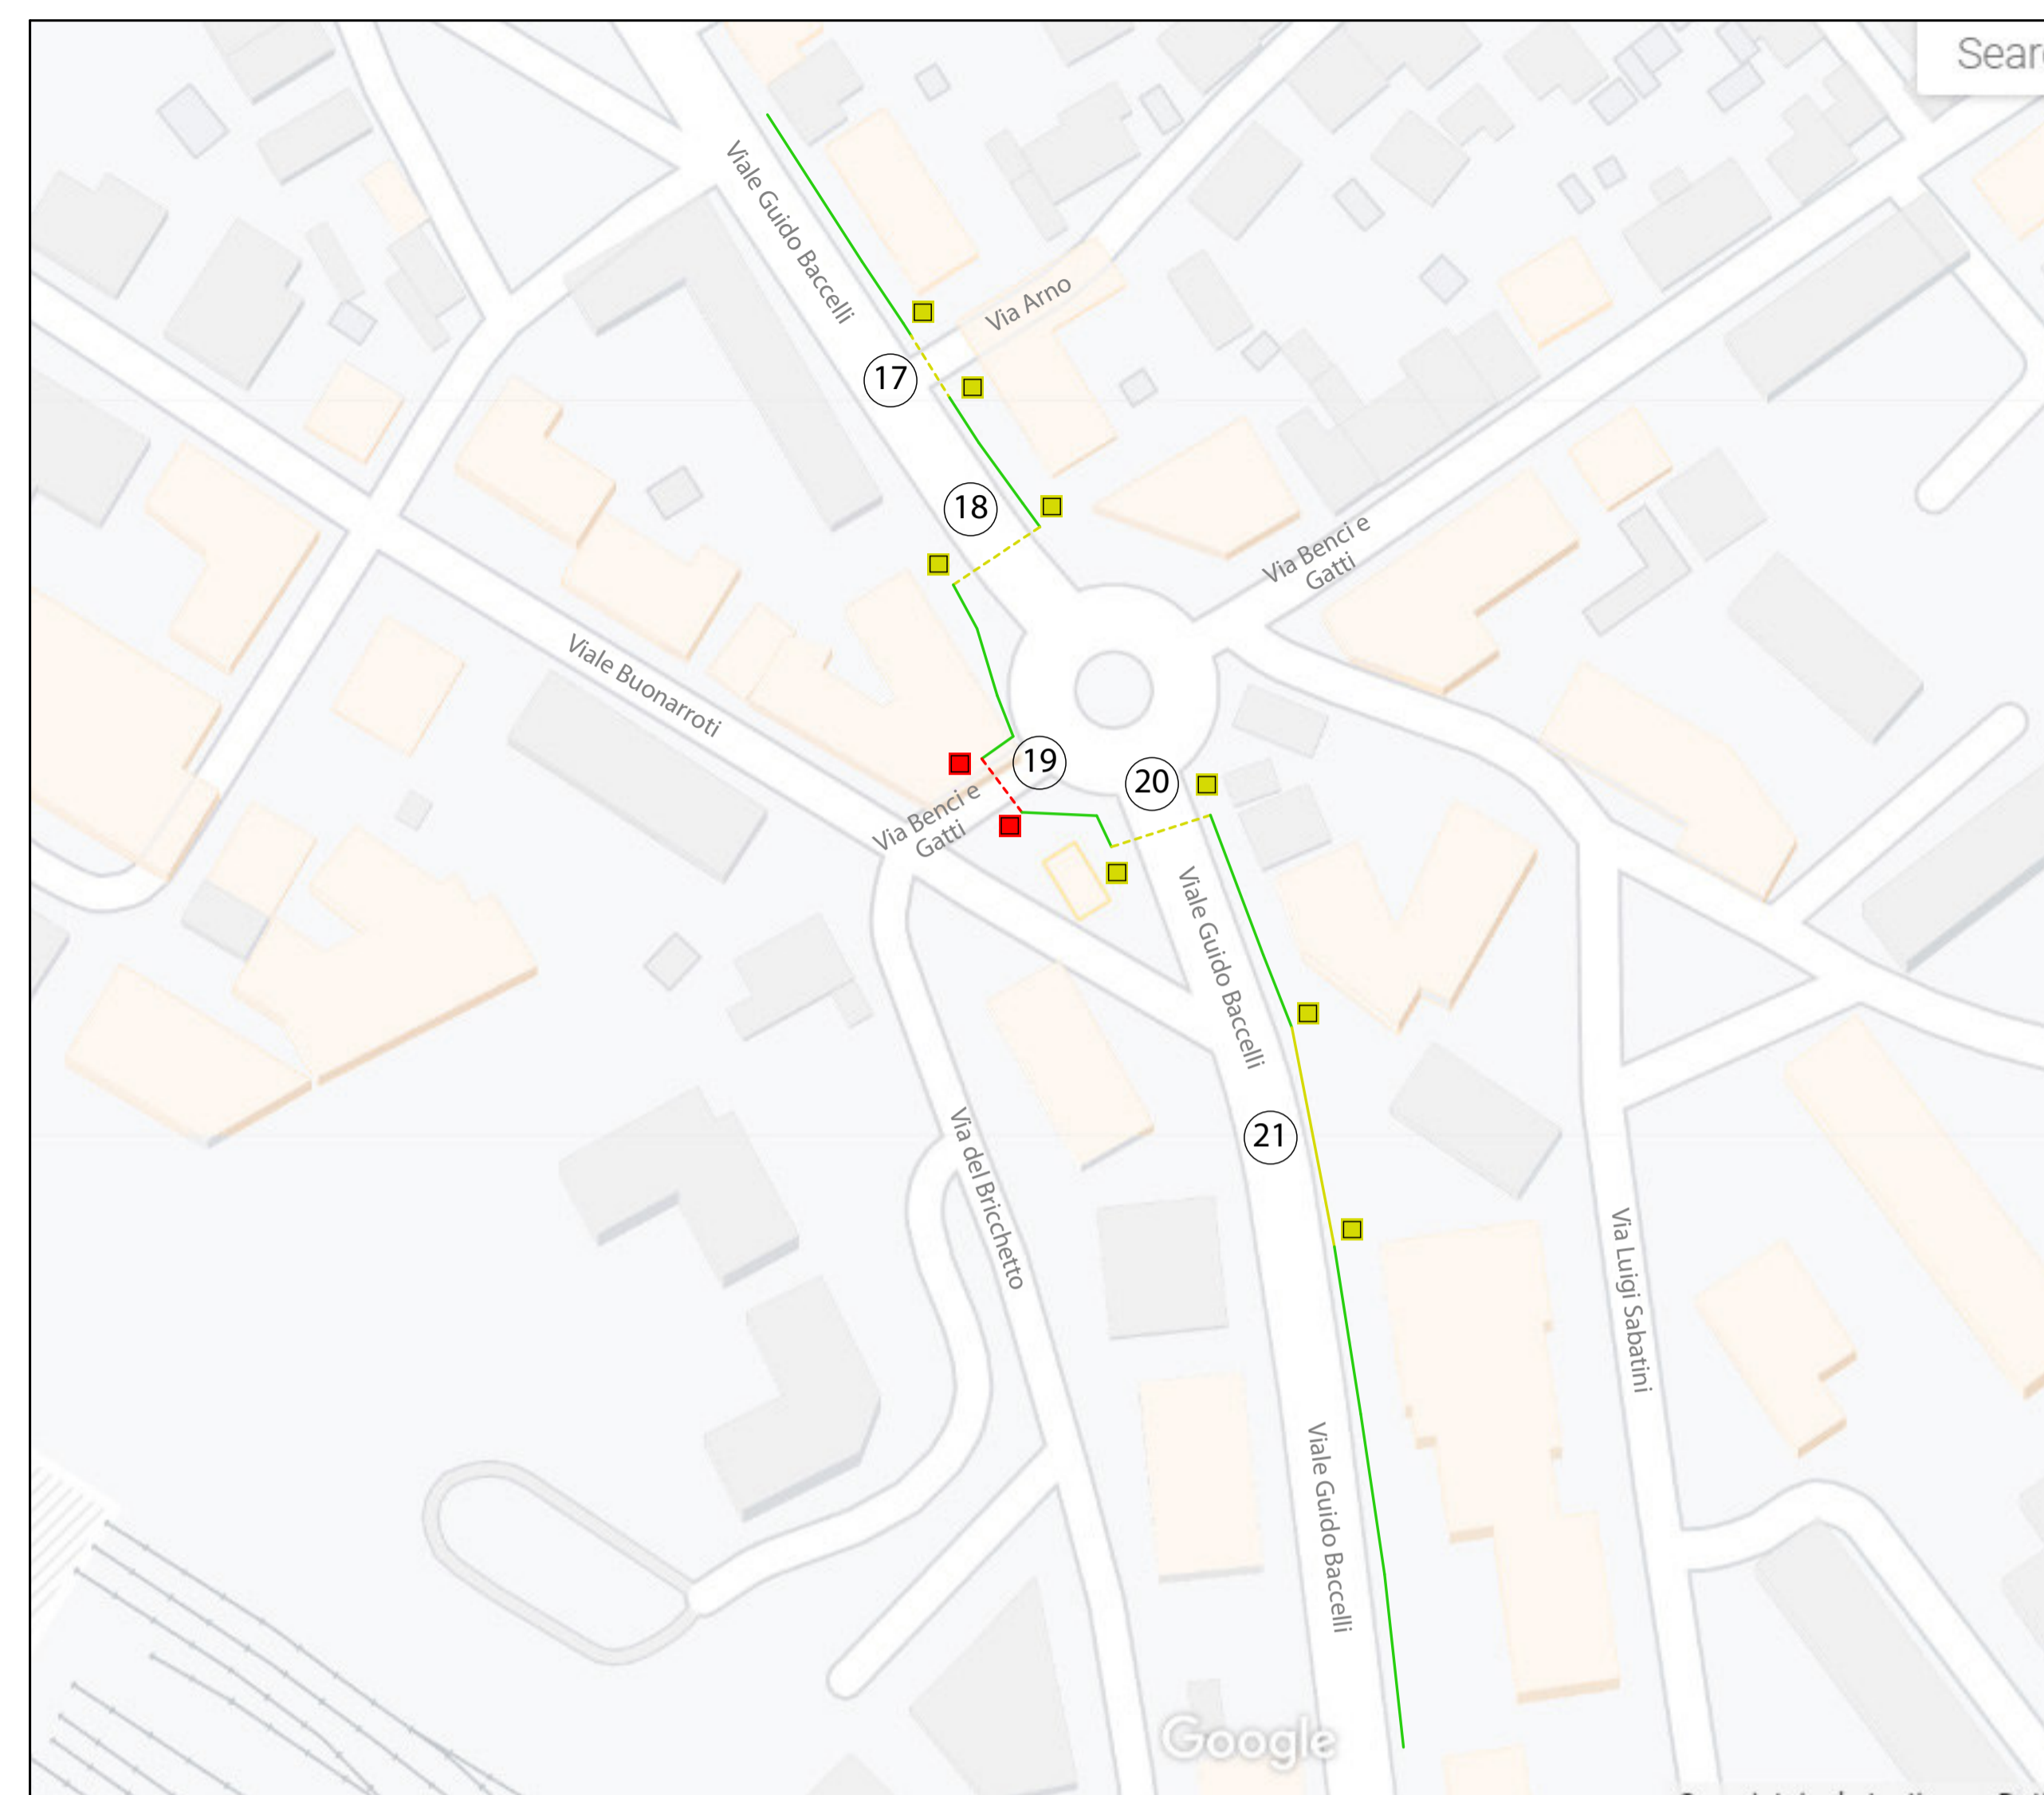 Sear
Viale Guido Baccelli
Via Arno
17
18
Via Benci e
Gatti
Viale Buonarroti
19
20
Via Benci e
Gatti
Viale Guido Baccelli
21
Via del Bricchetto
Via Luigi Sabatini
Viale Guido Baccelli
Google